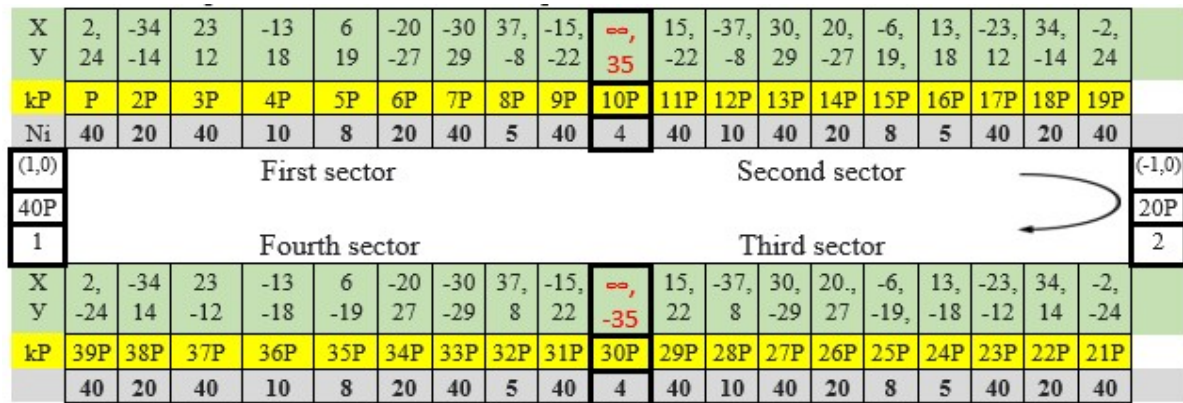 X 2, -34 23 -13 6 -20 -30 37, -15, ∞, 15, -37, 30, 20, -6, 13, -23, 34, -2,
У 24 -14 12 18 19 -27 29 -8 -22 35 -22 -8 29 -27 19, 18 12 -14 24
kP P 2P 3P 4P 5P 6P 7P 8P 9P 10P 11P 12P 13P 14P 15P 16P 17P 18P 19P
Ni 40 20 40 10 8 20 40 5 40 4 40 10 40 20 8 5 40 20 40
(1,0) First sector Second sector (-1,0)
40P 20P
1 Fourth sector Third sector 2
X 2, -34 23 -13 6 -20 -30 37, -15, ∞, 15, -37, 30, 20., -6, 13, -23, 34, -2,
У -24 14 -12 -18 -19 27 -29 8 22 -35 22 8 -29 27 -19, -18 -12 14 -24
kP 39P 38P 37P 36P 35P 34P 33P 32P 31P 30P 29P 28P 27P 26P 25P 24P 23P 22P 21P
40 20 40 10 8 20 40 5 40 4 40 10 40 20 8 5 40 20 40